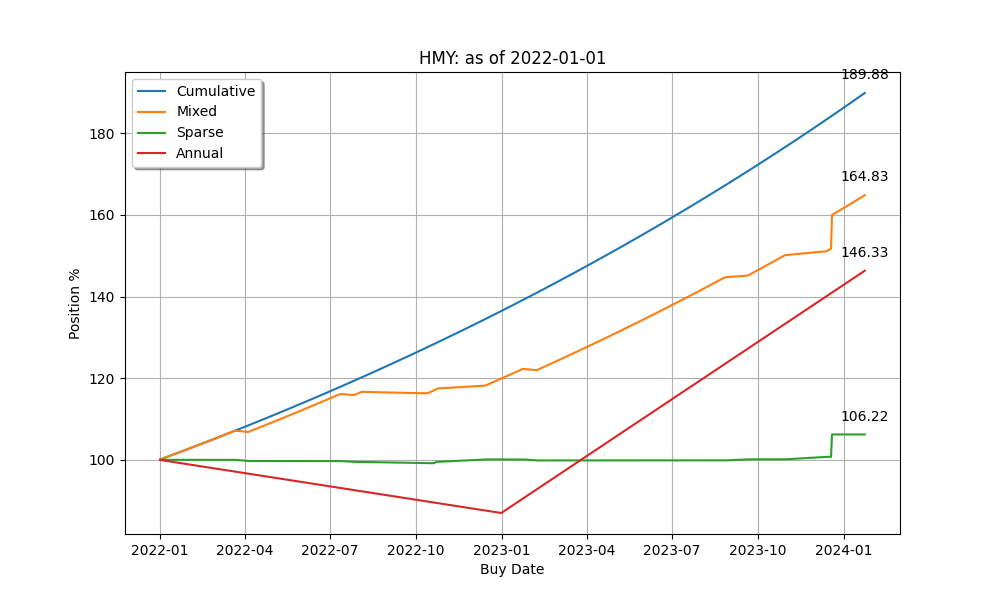 HMY: as of 2022-01-01
189.88
Cumulative
Mixed
Sparse
Annual
180
164.83
160
146.33
140
120
106.22
100
Position %
2022-01 2022-04 2022-07 2022-10 2023-01 2023-04 2023-07 2023-10 2024-01
Buy Date